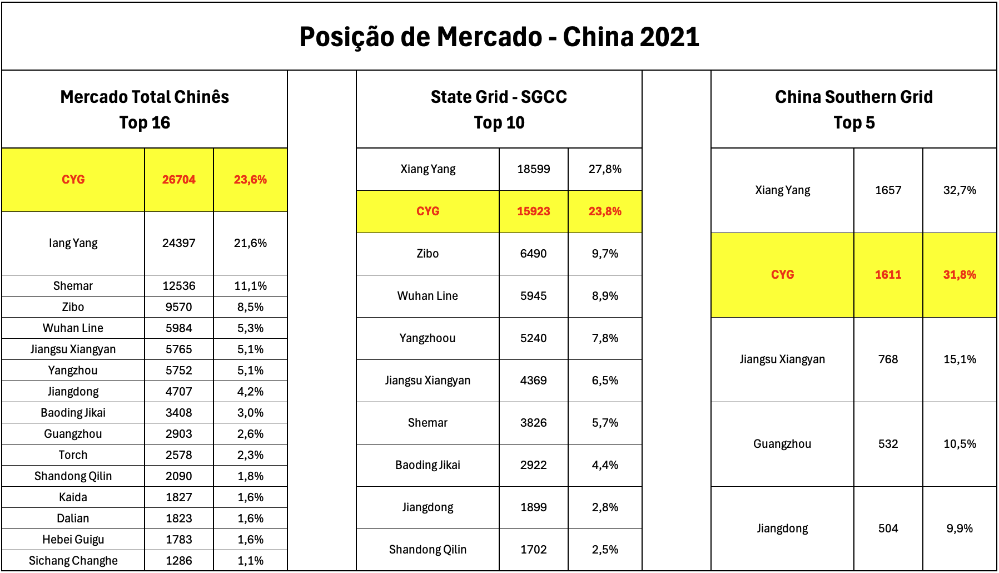 Posição de Mercado - China 2021
Mercado Total Chinês
Top 16
CYG 26704 23,6%
Iang Yang 24397 21,6%
Shemar 12536 11,1%
Zibo 9570 8,5%
Wuhan Line 5984 5,3%
Jiangsu Xiangyan 5765 5,1%
Yangzhou 5752 5,1%
Jiangdong 4707 4,2%
Baoding Jikai 3408 3,0%
Guangzhou 2903 2,6%
Torch 2578 2,3%
Shandong Qilin 2090 1,8%
Kaida 1827 1,6%
Dalian 1823 1,6%
Hebei Guigu 1783 1,6%
Sichang Changhe 1286 1,1%
State Grid - SGCC
Top 10
Xiang Yang 18599 27,8%
CYG 15923 23,8%
Zibo 6490 9,7%
Wuhan Line 5945 8,9%
Yangzhoou 5240 7,8%
Jiangsu Xiangyan 4369 6,5%
Shemar 3826 5,7%
Baoding Jikai 2922 4,4%
Jiangdong 1899 2,8%
Shandong Qilin 1702 2,5%
China Southern Grid
Top 5
Xiang Yang 1657 32,7%
CYG 1611 31,8%
Jiangsu Xiangyan 768 15,1%
Guangzhou 532 10,5%
Jiangdong 504 9,9%